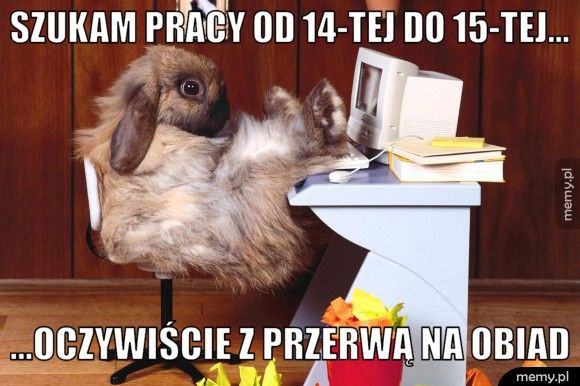 SZUKAM PRACY OD 14-TEJ DO 15-TEJ...
memy.pl
...OCZYWIŚCIE Z PRZERWĄ NA OBIAD
memy.pl